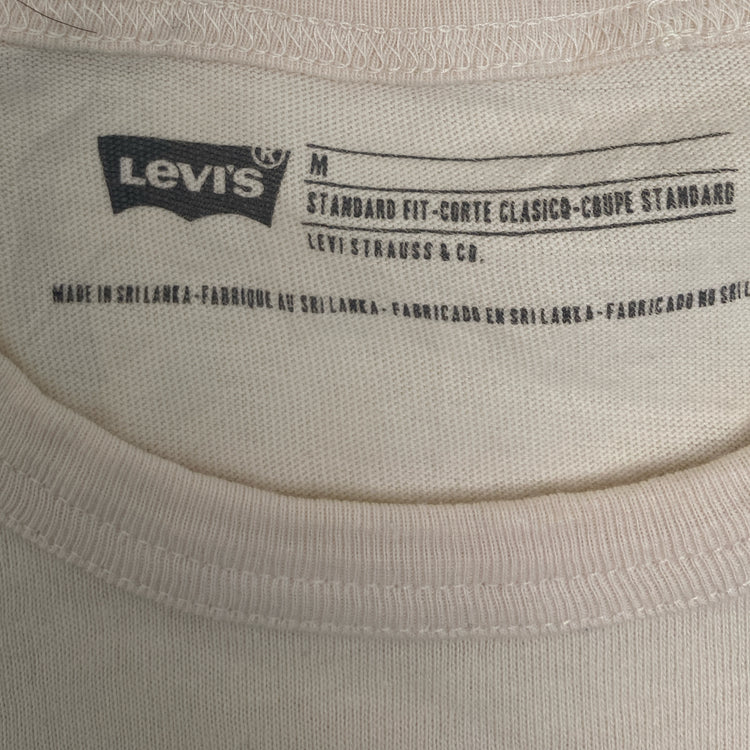 Levi's®
M
STANDARD FIT-CORTE CLASICO-COUPE STANDARD
LEVI STRAUSS & CO.
MADE IN SRI LANKA-FABRIQUE AU SRI LANKA-FABRICADO EN SRI LANKA-FABRICADO NO SRI L